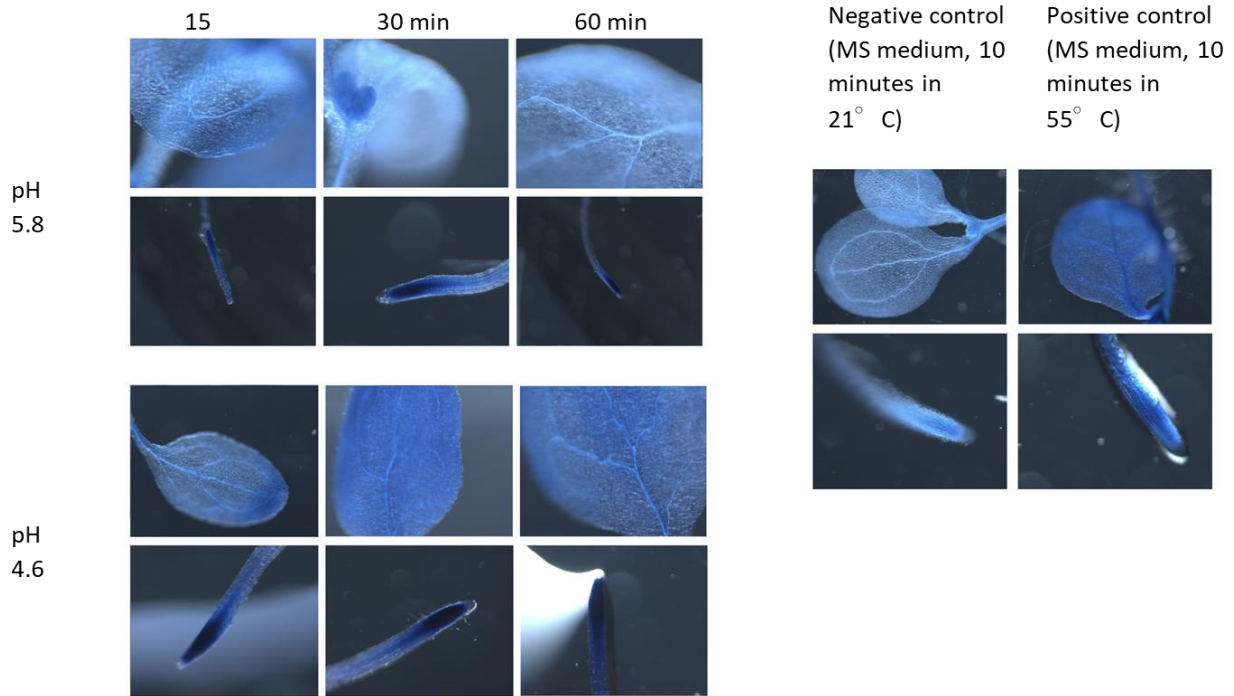 15
30 min
60 min
Negative control
(MS medium, 10
minutes in
21° C)
Positive control
(MS medium, 10
minutes in
55° C)
pH
5.8
pH
4.6